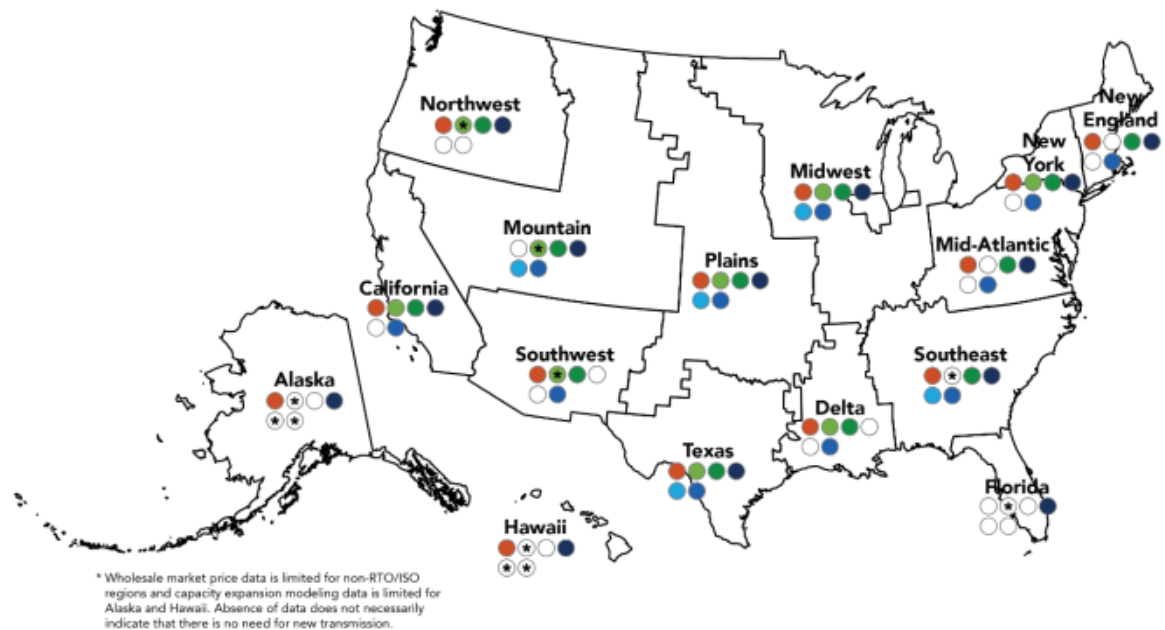 Northwest
*
New
England
New
York
Midwest
Mountain
*
Mid-Atlantic
Plains
California
Southwest
*
Southeast
*
Alaska
*
* *
Delta
Texas
Florida
*
Hawaii
*
* *
* Wholesale market price data is limited for non-RTO/ISO
regions and capacity expansion modeling data is limited for
Alaska and Hawaii. Absence of data does not necessarily
indicate that there is no need for new transmission.